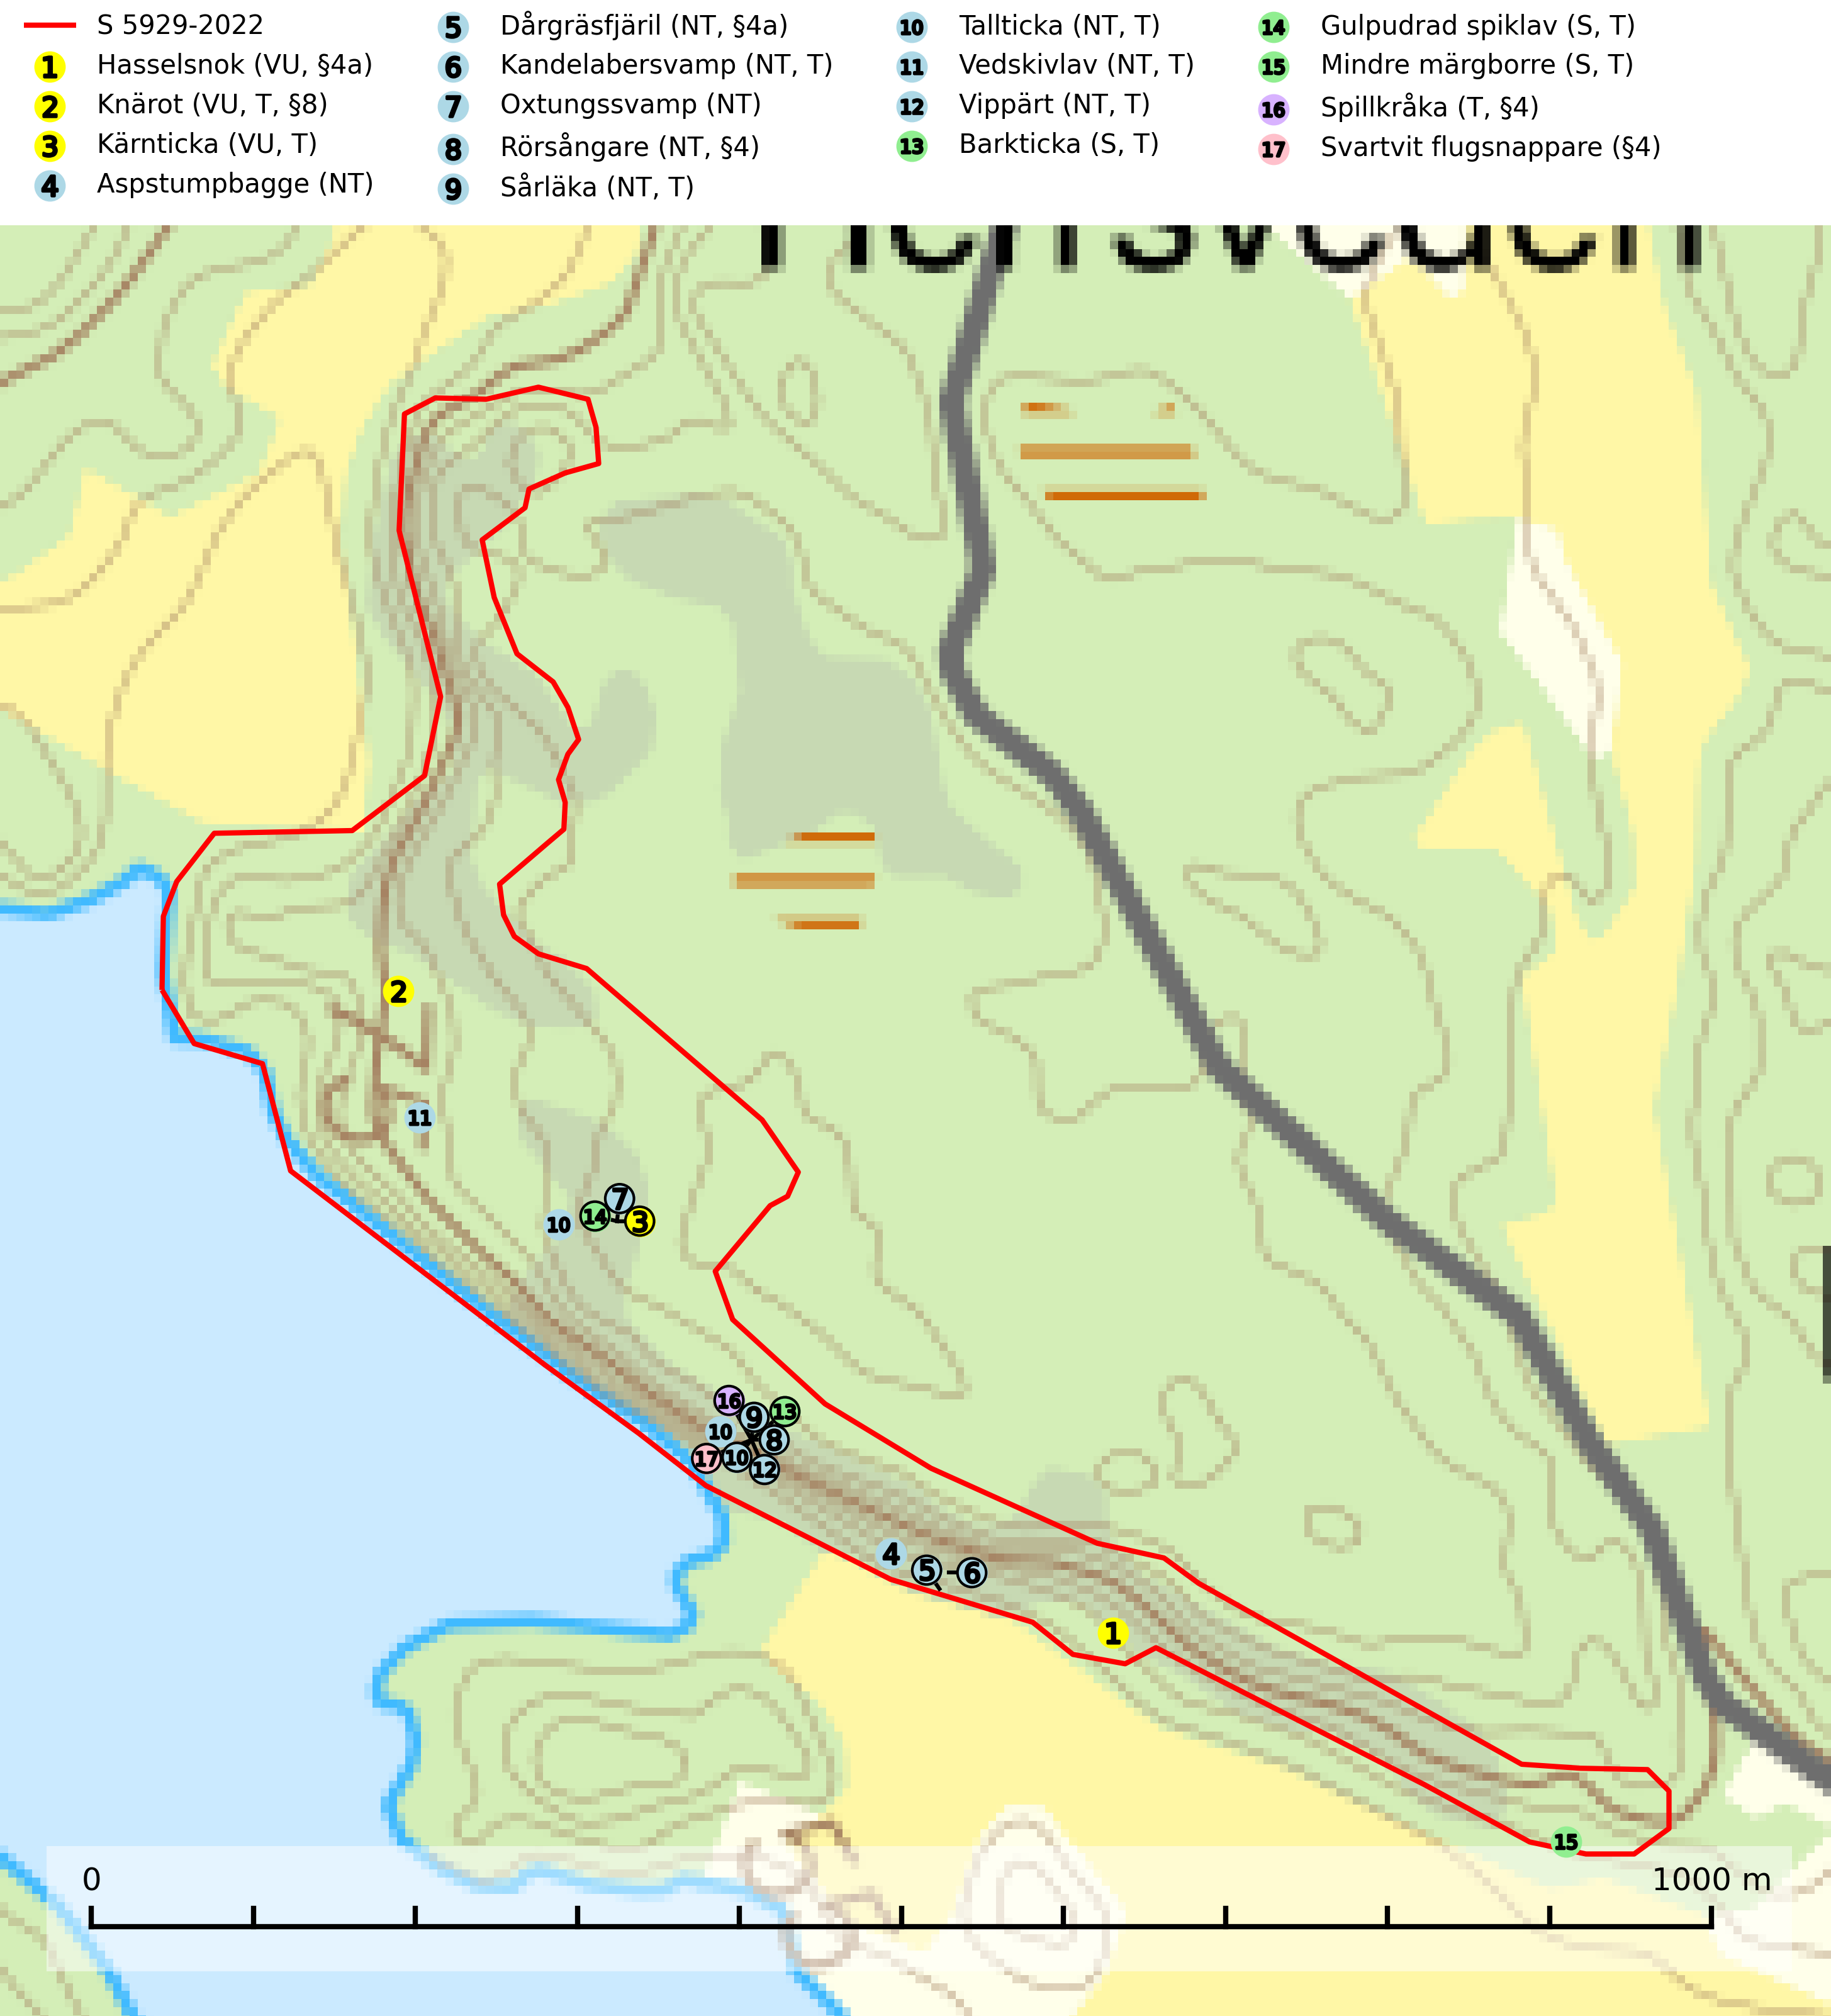 S 5929-2022
1 Hasselsnok (VU, §4a)
2 Knärot (VU, T, §8)
3 Kärnticka (VU, T)
4 Aspstumpbagge (NT)
5 Dårgräsfjäril (NT, §4a)
6 Kandelabersvamp (NT, T)
7 Oxtungssvamp (NT)
8 Rörsångare (NT, §4)
9 Sårläka (NT, T)
10 Tallticka (NT, T)
11 Vedskivlav (NT, T)
12 Vippärt (NT, T)
13 Barkticka (S, T)
14 Gulpudrad spiklav (S, T)
15 Mindre märgborre (S, T)
16 Spillkråka (T, §4)
17 Svartvit flugsnappare (§4)
2
11
7
10 14 3
16 9 13
10 8
17 10 12
4 5 6
1
15
0 1000 m